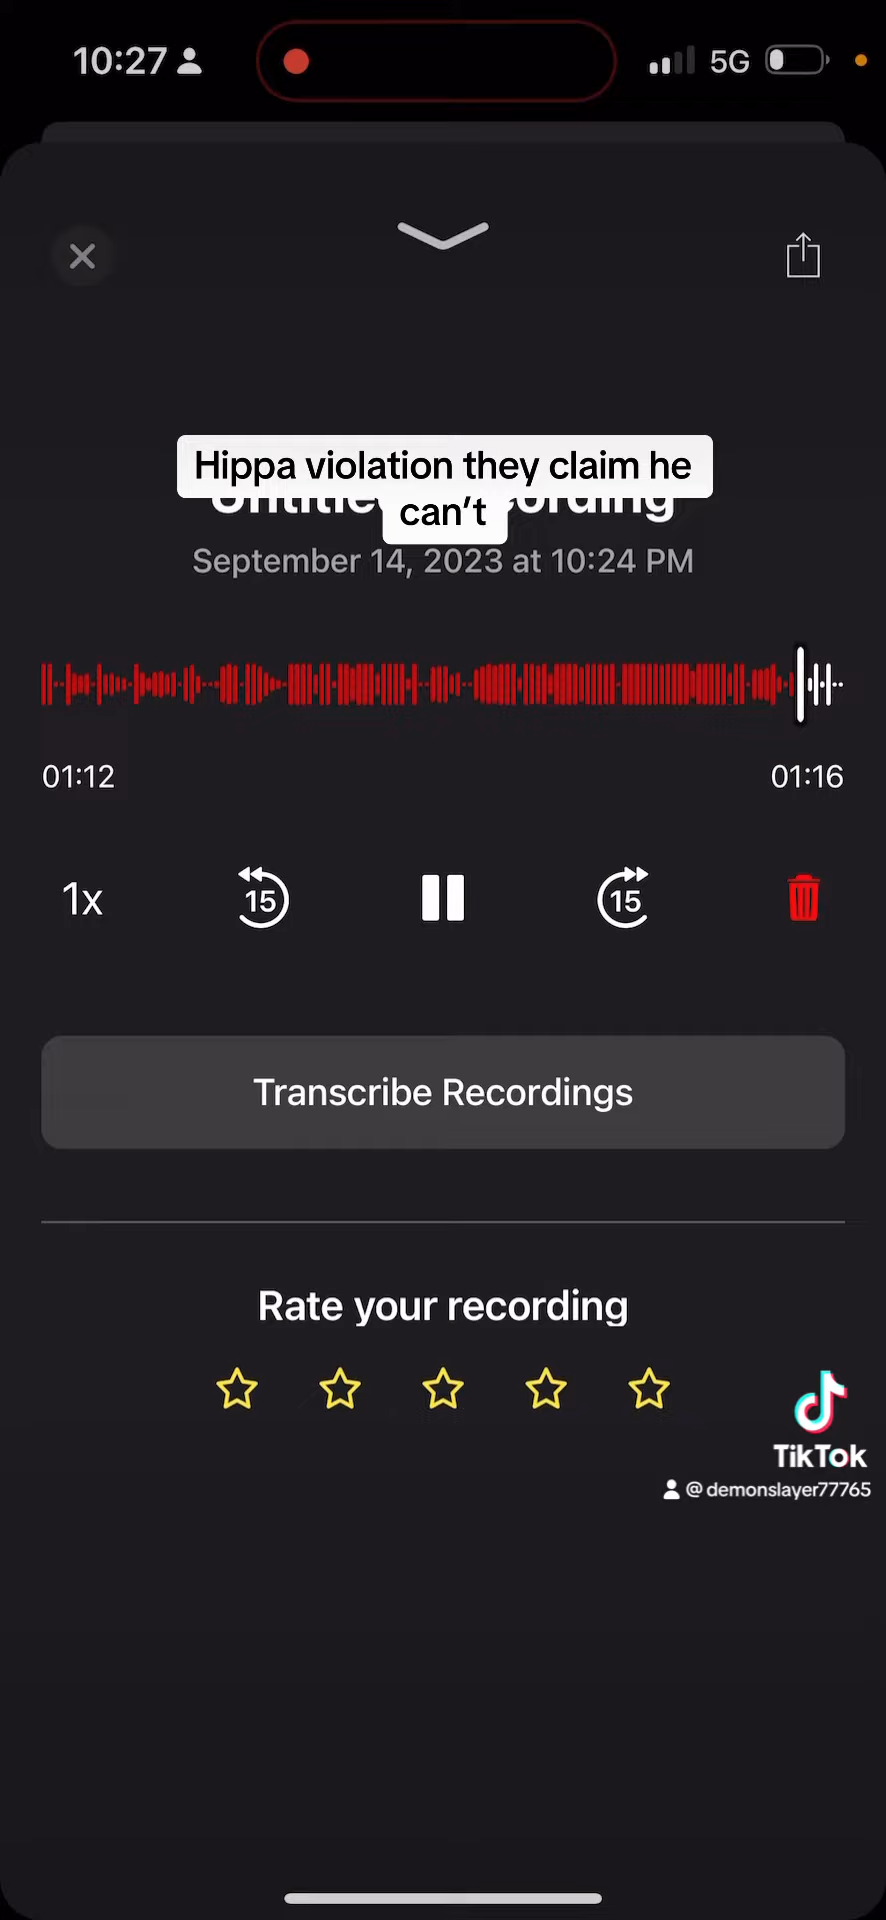 10:27
5G
Hippa violation they claim he
can't
September 14, 2023 at 10:24 PM
01:12
01:16
1x
15
15
Transcribe Recordings
Rate your recording
TikTok
@demonslayer77765